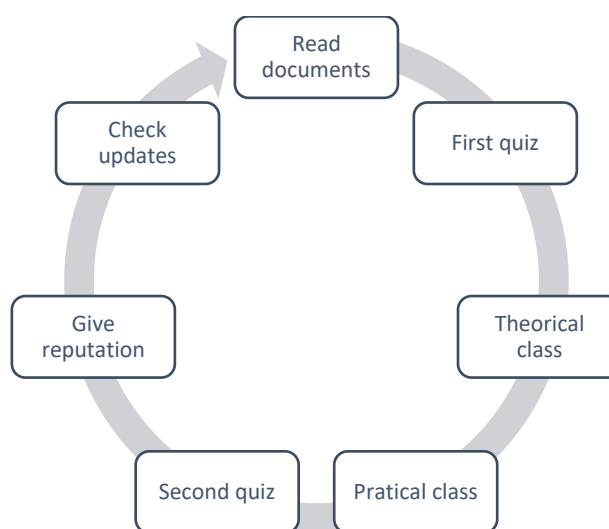 Read
documents
First quiz
Theorical
class
Pratical class
Second quiz
Give
reputation
Check
updates